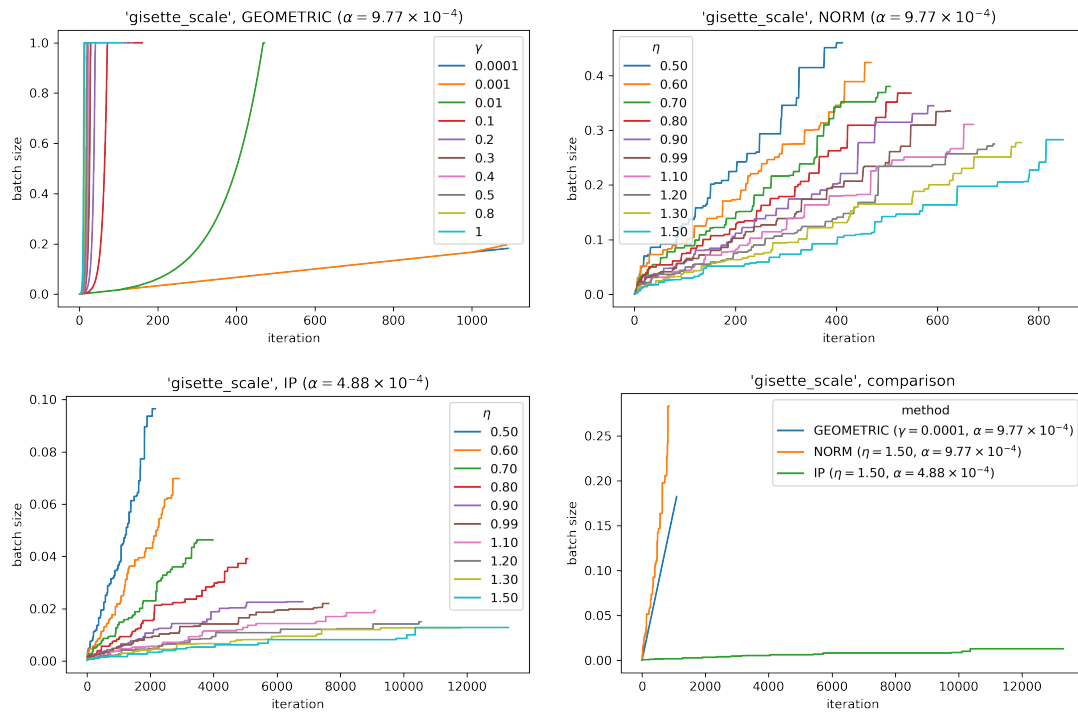 'gisette_scale', GEOMETRIC (α = 9.77 × 10⁻⁴)
batch size
1.0
0.8
0.6
0.4
0.2
0.0
γ
0.0001
0.001
0.01
0.1
0.2
0.3
0.4
0.5
0.8
1
0 200 400 600 800 1000
iteration
'gisette_scale', NORM (α = 9.77 × 10⁻⁴)
batch size
0.4
0.3
0.2
0.1
0.0
η
0.50
0.60
0.70
0.80
0.90
0.99
1.10
1.20
1.30
1.50
0 200 400 600 800
iteration
'gisette_scale', IP (α = 4.88 × 10⁻⁴)
batch size
0.10
0.08
0.06
0.04
0.02
0.00
η
0.50
0.60
0.70
0.80
0.90
0.99
1.10
1.20
1.30
1.50
0 2000 4000 6000 8000 10000 12000
iteration
'gisette_scale', comparison
batch size
0.25
0.20
0.15
0.10
0.05
0.00
method
GEOMETRIC (γ = 0.0001, α = 9.77 × 10⁻⁴)
NORM (η = 1.50, α = 9.77 × 10⁻⁴)
IP (η = 1.50, α = 4.88 × 10⁻⁴)
0 2000 4000 6000 8000 10000 12000
iteration